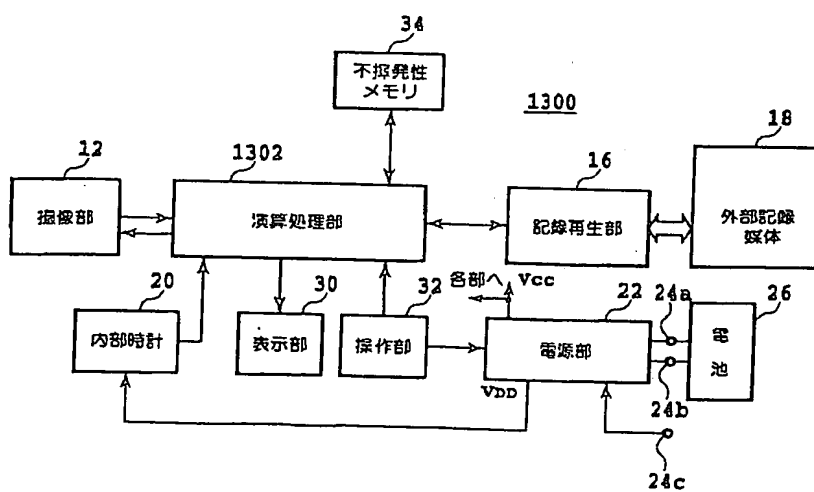 34
不揮発性
メモリ
1300
12
1302
16
18
撮像部
演算処理部
記録再生部
外部記録
媒体
20
30
32
各部へ
Vcc
22
24a
26
内部時計
表示部
操作部
電源部
電
池
VDD
24b
24c